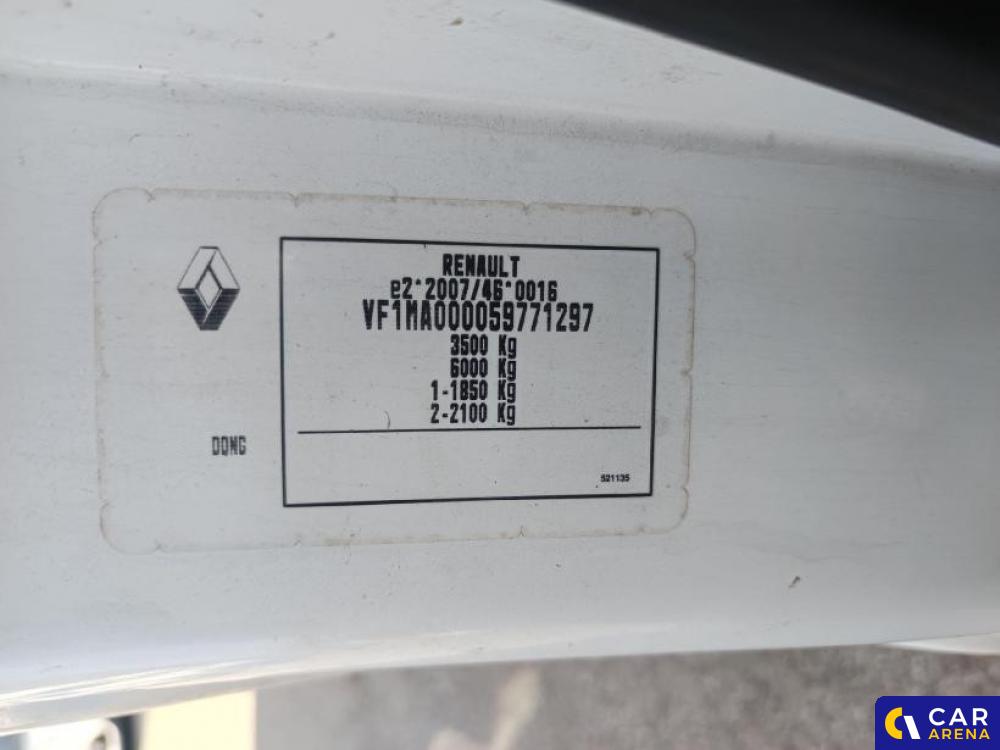 RENAULT
e2*2007/46*0016
VF1MA000059771297
3500 Kg
6000 Kg
1-1850 Kg
2-2100 Kg
DQMG
521135
CAR
ARENA